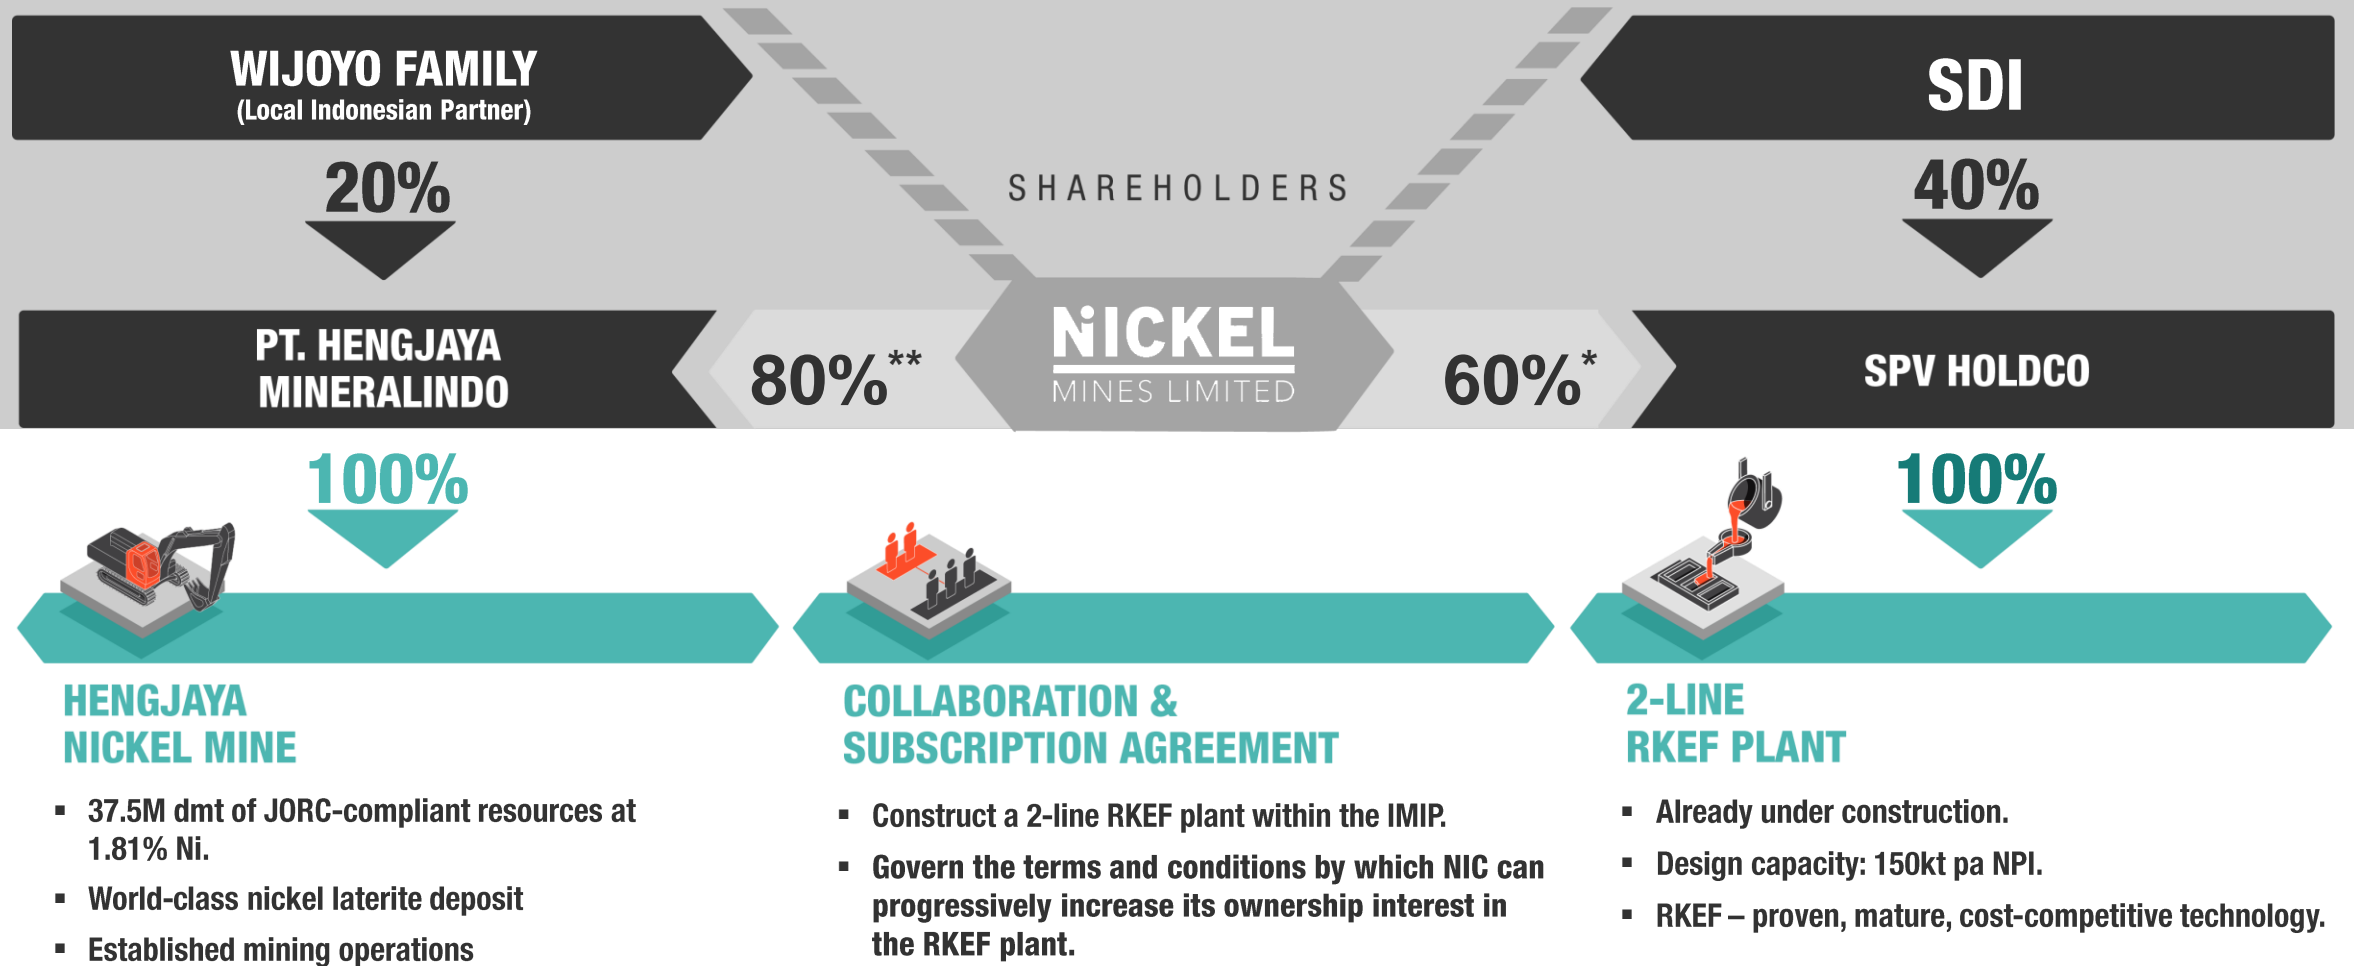 WIJOYO FAMILY
(Local Indonesian Partner)
SDI
20%
SHAREHOLDERS
40%
PT. HENGJAYA
MINERALINDO
80%**
NICKEL
MINES LIMITED
60%*
SPV HOLDCO
100%
100%
HENGJAYA
NICKEL MINE
▪ 37.5M dmt of JORC-compliant resources at
1.81% Ni.
▪ World-class nickel laterite deposit
▪ Established mining operations
COLLABORATION &
SUBSCRIPTION AGREEMENT
▪ Construct a 2-line RKEF plant within the IMIP.
▪ Govern the terms and conditions by which NIC can
progressively increase its ownership interest in
the RKEF plant.
2-LINE
RKEF PLANT
▪ Already under construction.
▪ Design capacity: 150kt pa NPI.
▪ RKEF – proven, mature, cost-competitive technology.